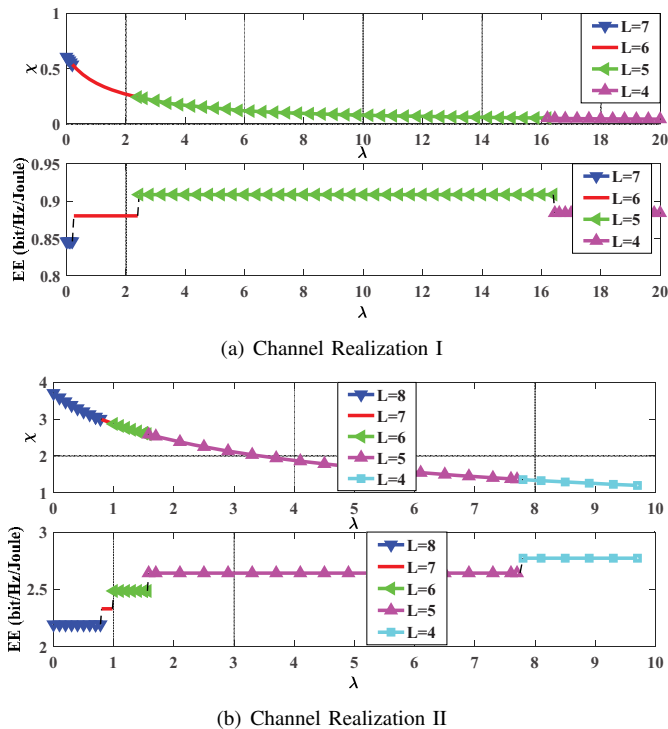 1
0.5
0
χ
0 2 4 6 8 10 12 14 16 18 20
λ
L=7
L=6
L=5
L=4
0.95
0.9
0.85
0.8
EE (bit/Hz/Joule)
0 2 4 6 8 10 12 14 16 18 20
λ
L=7
L=6
L=5
L=4
(a) Channel Realization I
4
3
2
1
χ
0 1 2 3 4 5 6 7 8 9 10
λ
L=8
L=7
L=6
L=5
L=4
3
2.5
2
EE (bit/Hz/Joule)
0 1 2 3 4 5 6 7 8 9 10
λ
L=8
L=7
L=6
L=5
L=4
(b) Channel Realization II